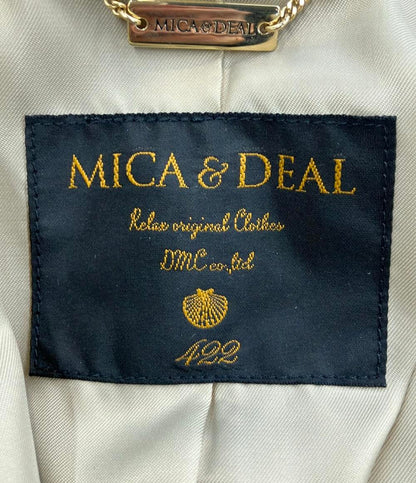 MICA & DEAL
MICA & DEAL
Relax original Clothes
DMC co.,ltd
422